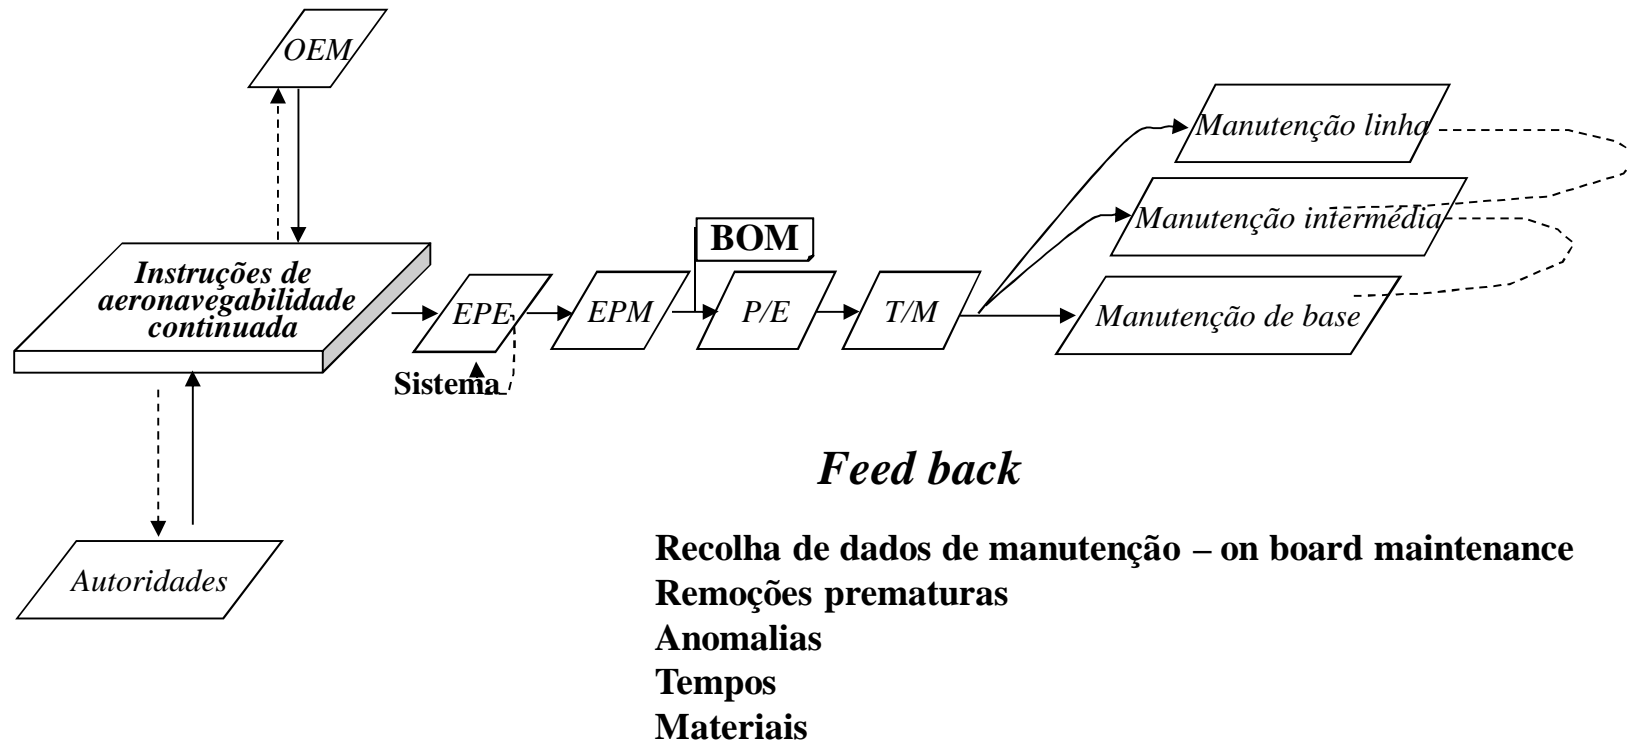 OEM
Manutenção linha
Manutenção intermédia
BOM
Instruções de
aeronavegabilidade
continuada
EPE
EPM
P/E
T/M
Manutenção de base
Sistema
Feed back
Recolha de dados de manutenção – on board maintenance
Autoridades
Remoções prematuras
Anomalias
Tempos
Materiais